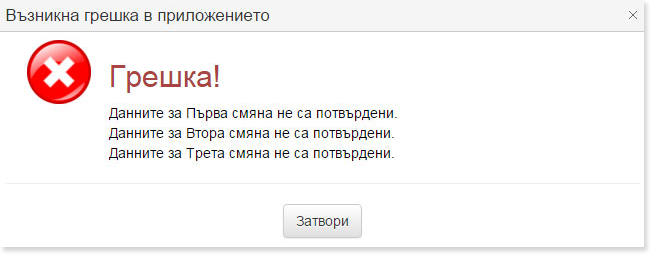 Възникна грешка в приложението
Грешка!
Данните за Първа смяна не са потвърдени.
Данните за Втора смяна не са потвърдени.
Данните за Трета смяна не са потвърдени.
Затвори